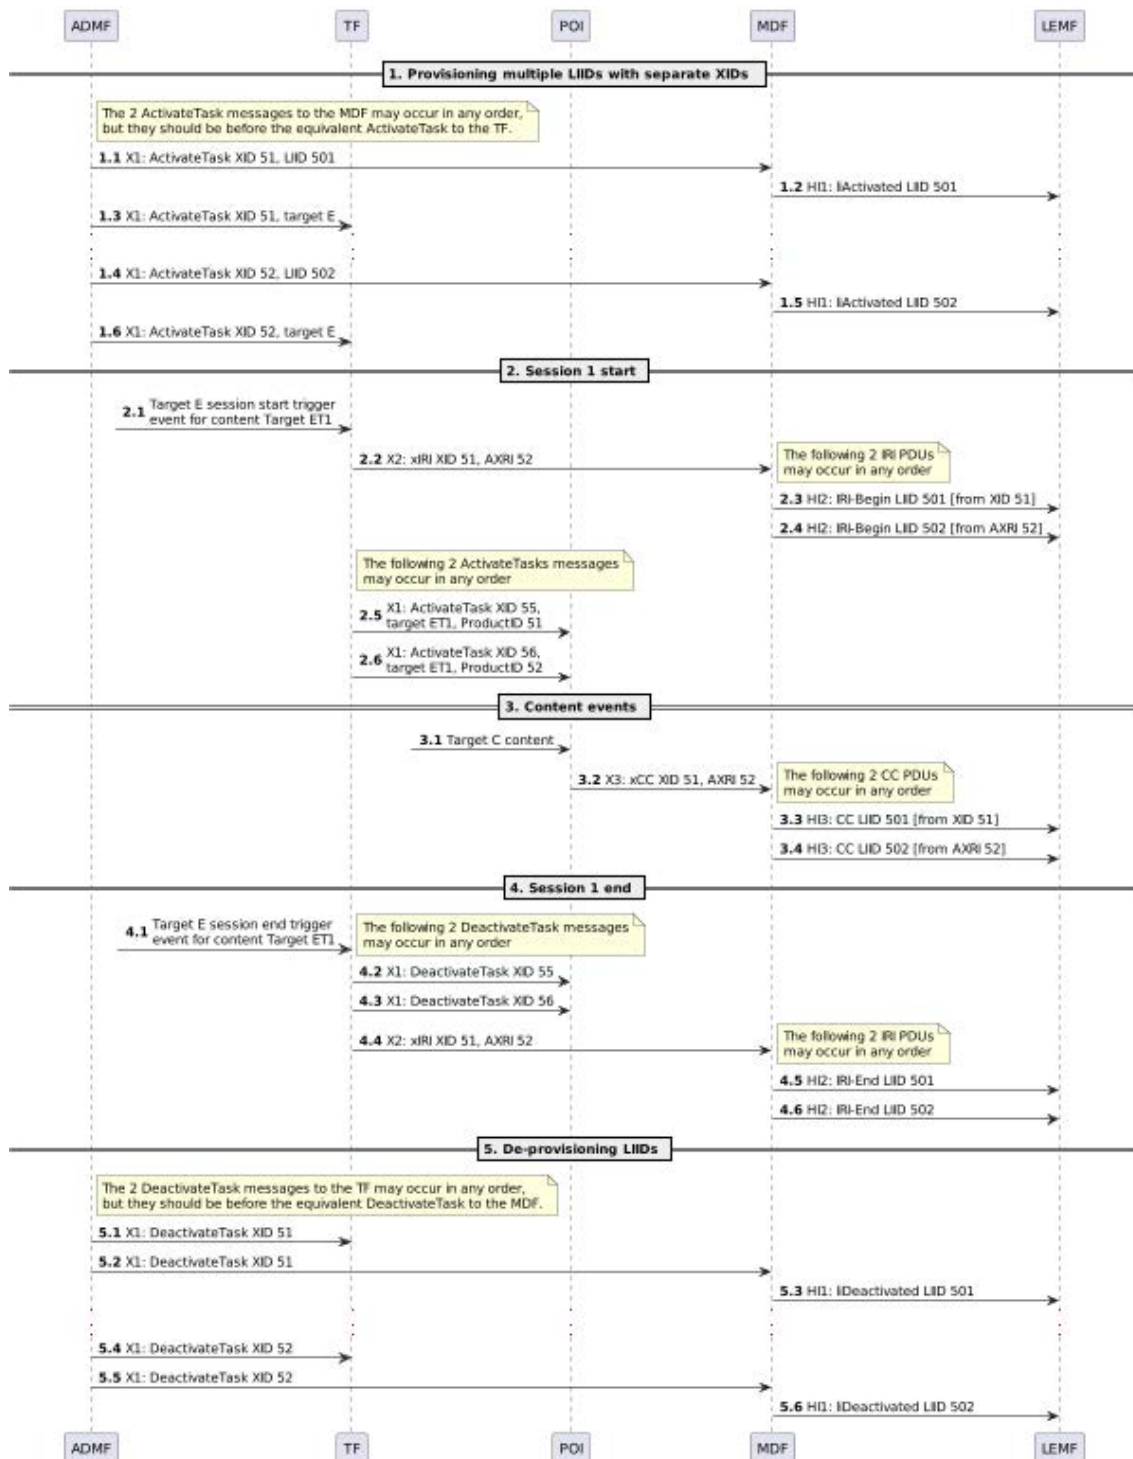 ADMF TF POI MDF LEMF
1. Provisioning multiple LIIDs with separate XIDs
The 2 ActivateTask messages to the MDF may occur in any order,
but they should be before the equivalent ActivateTask to the TF.
1.1 X1: ActivateTask XID 51, LIID 501
1.2 HI1: liActivated LIID 501
1.3 X1: ActivateTask XID 51, target E
1.4 X1: ActivateTask XID 52, LIID 502
1.5 HI1: liActivated LIID 502
1.6 X1: ActivateTask XID 52, target E
2. Session 1 start
2.1 Target E session start trigger
event for content Target ET1
2.2 X2: xIRI XID 51, AXRI 52
The following 2 IRI PDUs
may occur in any order
2.3 HI2: IRI-Begin LIID 501 [from XID 51]
2.4 HI2: IRI-Begin LIID 502 [from AXRI 52]
The following 2 ActivateTasks messages
may occur in any order
2.5 X1: ActivateTask XID 55,
target ET1, ProductID 51
2.6 X1: ActivateTask XID 56,
target ET1, ProductID 52
3. Content events
3.1 Target C content
3.2 X3: xCC XID 51, AXRI 52
The following 2 CC PDUs
may occur in any order
3.3 HI3: CC LIID 501 [from XID 51]
3.4 HI3: CC LIID 502 [from AXRI 52]
4. Session 1 end
4.1 Target E session end trigger
event for content Target ET1
The following 2 DeactivateTask messages
may occur in any order
4.2 X1: DeactivateTask XID 55
4.3 X1: DeactivateTask XID 56
4.4 X2: xIRI XID 51, AXRI 52
The following 2 IRI PDUs
may occur in any order
4.5 HI2: IRI-End LIID 501
4.6 HI2: IRI-End LIID 502
5. De-provisioning LIIDs
The 2 DeactivateTask messages to the TF may occur in any order,
but they should be before the equivalent DeactivateTask to the MDF.
5.1 X1: DeactivateTask XID 51
5.2 X1: DeactivateTask XID 51
5.3 HI1: liDeactivated LIID 501
5.4 X1: DeactivateTask XID 52
5.5 X1: DeactivateTask XID 52
5.6 HI1: liDeactivated LIID 502
ADMF TF POI MDF LEMF